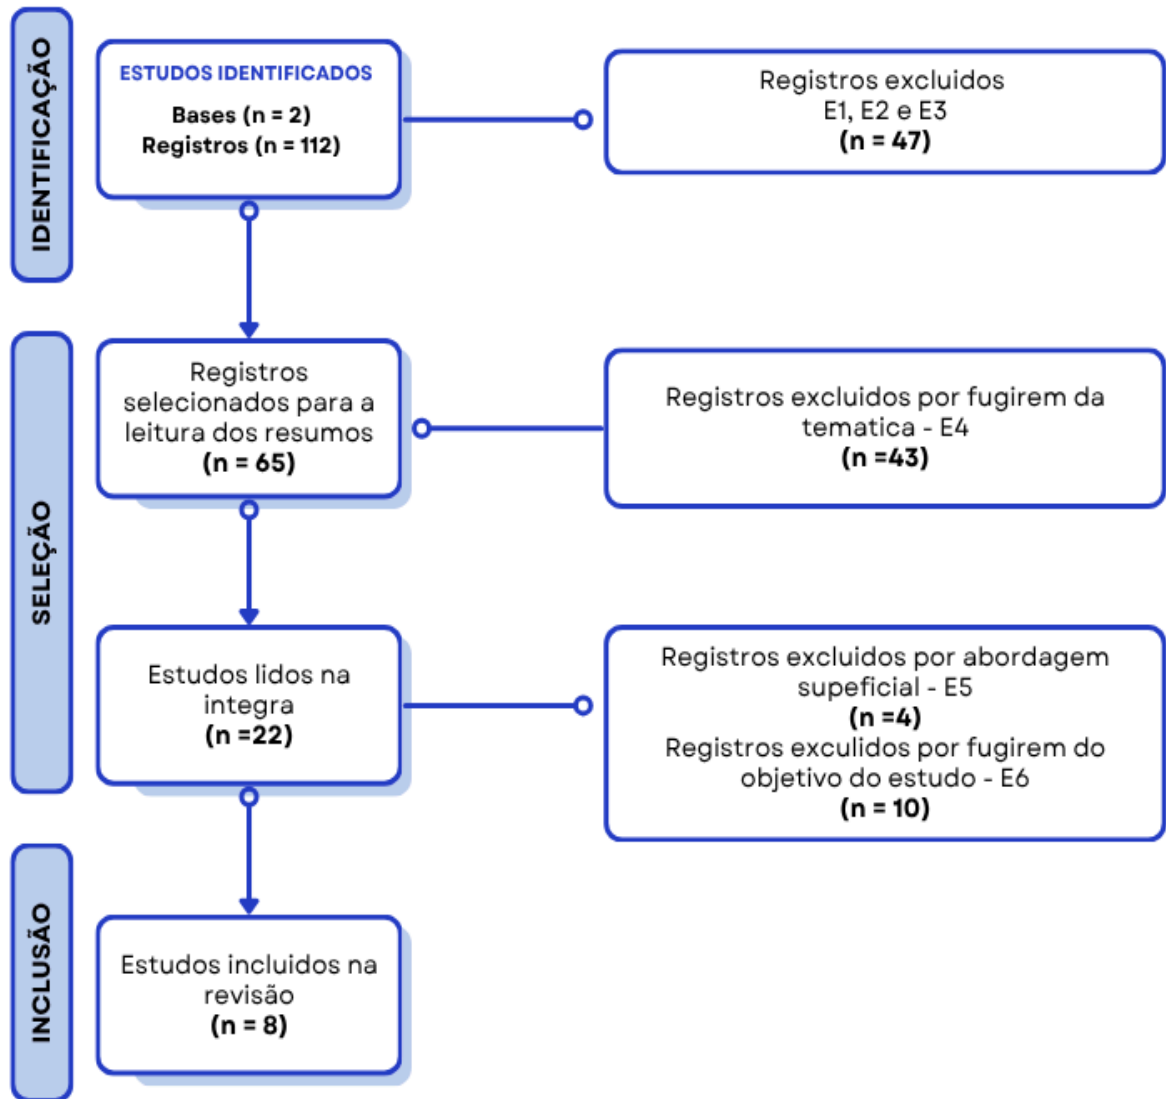 IDENTIFICAÇÃO
ESTUDOS IDENTIFICADOS
Bases (n = 2)
Registros (n = 112)
Registros excluidos
E1, E2 e E3
(n = 47)
SELEÇÃO
Registros
selecionados para a
leitura dos resumos
(n = 65)
Registros excluidos por fugirem da
tematica - E4
(n =43)
Estudos lidos na
integra
(n =22)
Registros excluidos por abordagem
supeficial - E5
(n =4)
Registros exculidos por fugirem do
objetivo do estudo - E6
(n = 10)
INCLUSÃO
Estudos incluidos na
revisão
(n = 8)